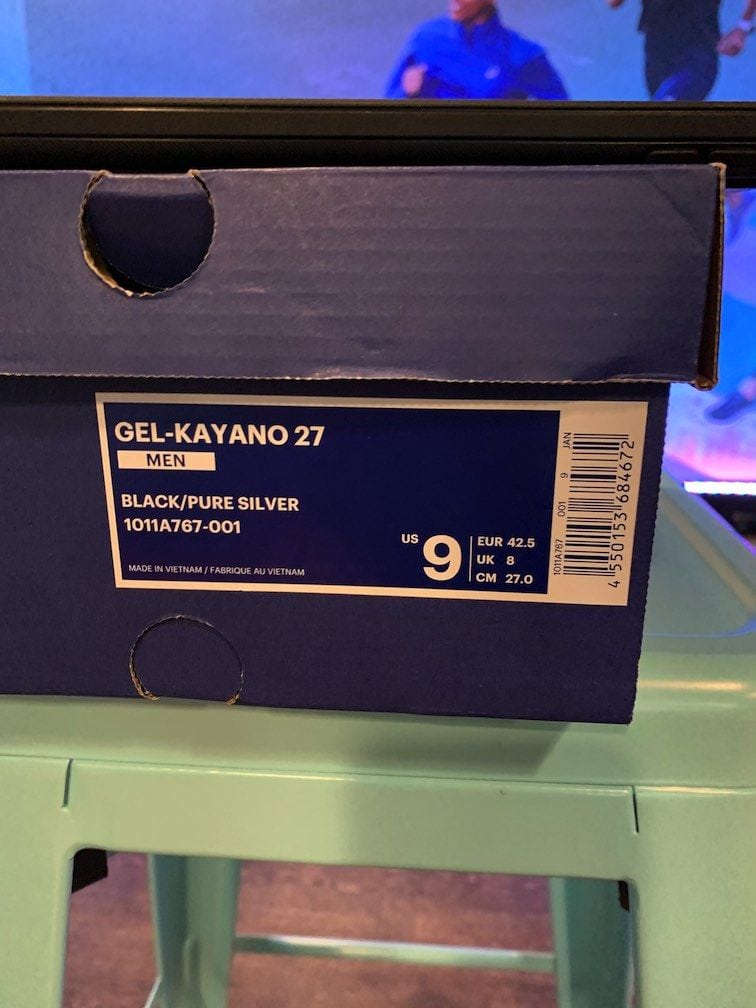 GEL-KAYANO 27
MEN
BLACK/PURE SILVER
1011A767-001
MADE IN VIETNAM / FABRIQUE AU VIETNAM
US 9
EUR 42.5
UK 8
CM 27.0
1011A767 001 9 JAN
4 550153 684672